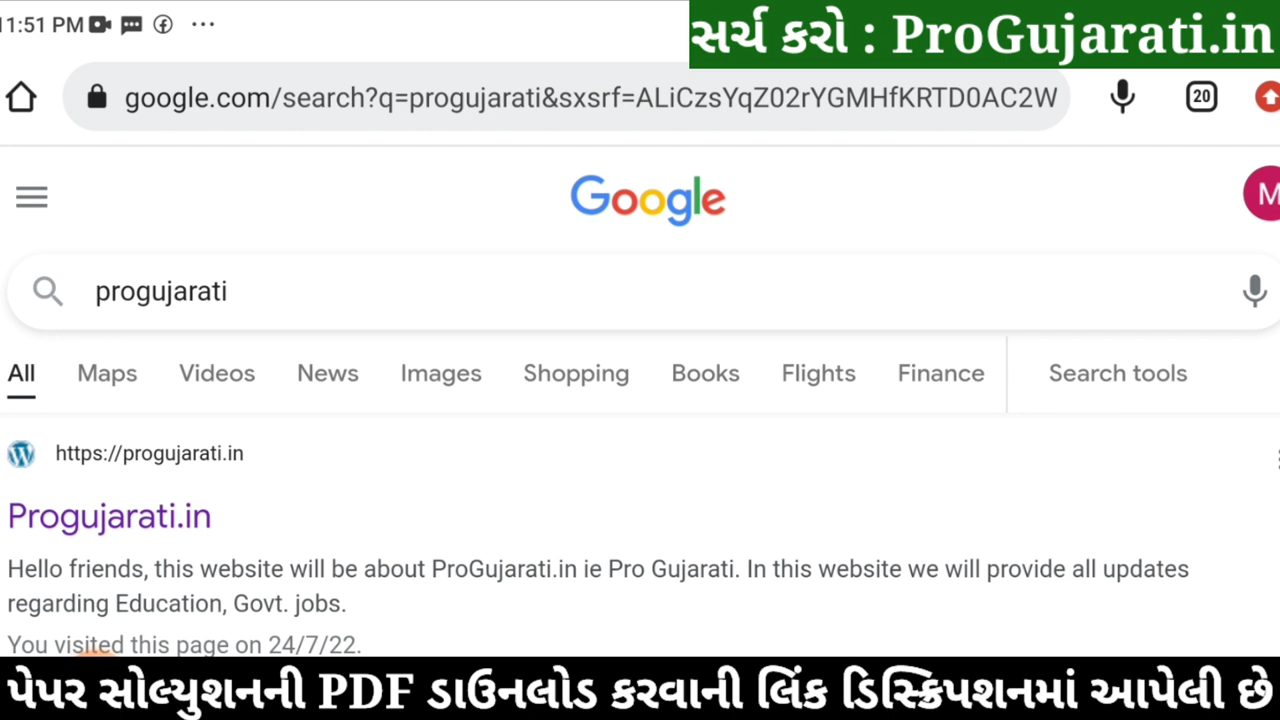 11:51 PM
સર્ચ કરો : ProGujarati.in
google.com/search?q=progujarati&sxsrf=ALiCzsYqZ02rYGMHfKRTD0AC2W
20
Google
M
progujarati
All Maps Videos News Images Shopping Books Flights Finance Search tools
https://progujarati.in
Progujarati.in
Hello friends, this website will be about ProGujarati.in ie Pro Gujarati. In this website we will provide all updates
regarding Education, Govt. jobs.
You visited this page on 24/7/22.
પેપર સોલ્યુશનની PDF ડાઉનલોડ કરવાની લિંક ડિસ્ક્રિપશનમાં આપેલી છે